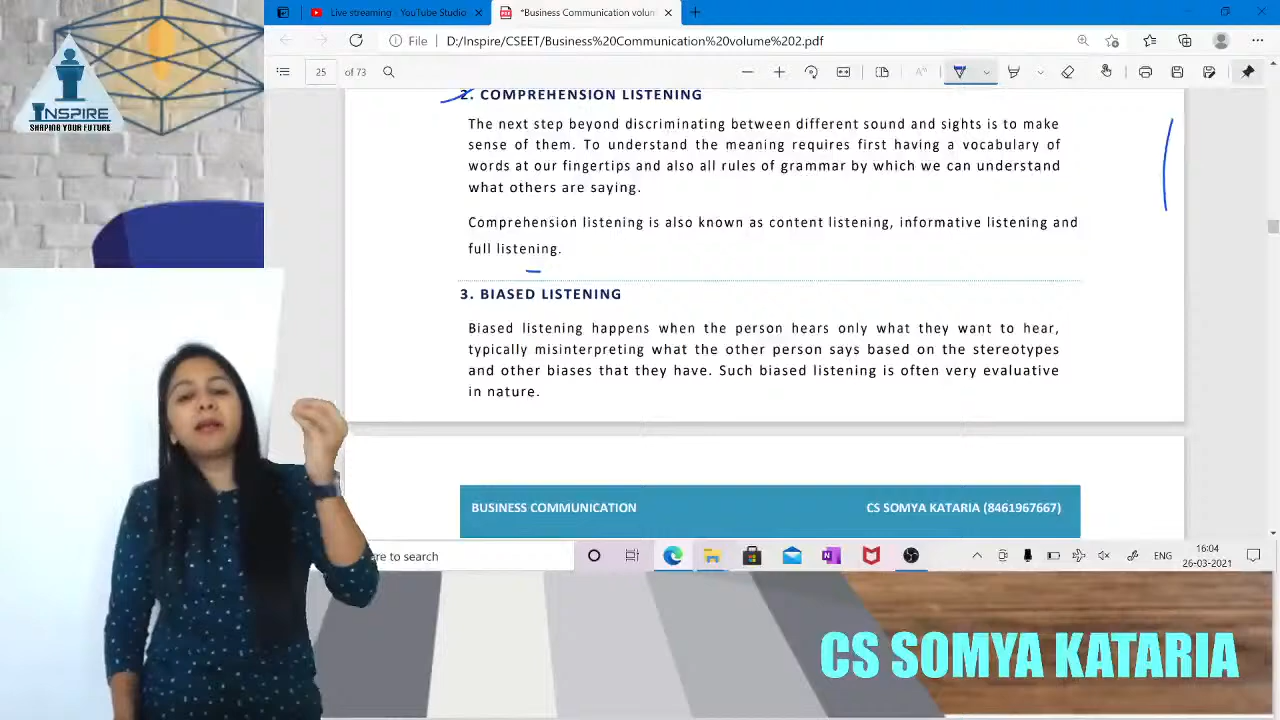 Live streaming - YouTube Studio
*Business Communication volum
File
D:/Inspire/CSEET/Business%20Communication%20volume%202.pdf
25 of 73
INSPIRE
SHAPING YOUR FUTURE
2. COMPREHENSION LISTENING
The next step beyond discriminating between different sound and sights is to make
sense of them. To understand the meaning requires first having a vocabulary of
words at our fingertips and also all rules of grammar by which we can understand
what others are saying.
Comprehension listening is also known as content listening, informative listening and
full listening.
3. BIASED LISTENING
Biased listening happens when the person hears only what they want to hear,
typically misinterpreting what the other person says based on the stereotypes
and other biases that they have. Such biased listening is often very evaluative
in nature.
BUSINESS COMMUNICATION
CS SOMYA KATARIA (8461967667)
ere to search
ENG
16:04
26-03-2021
CS SOMYA KATARIA